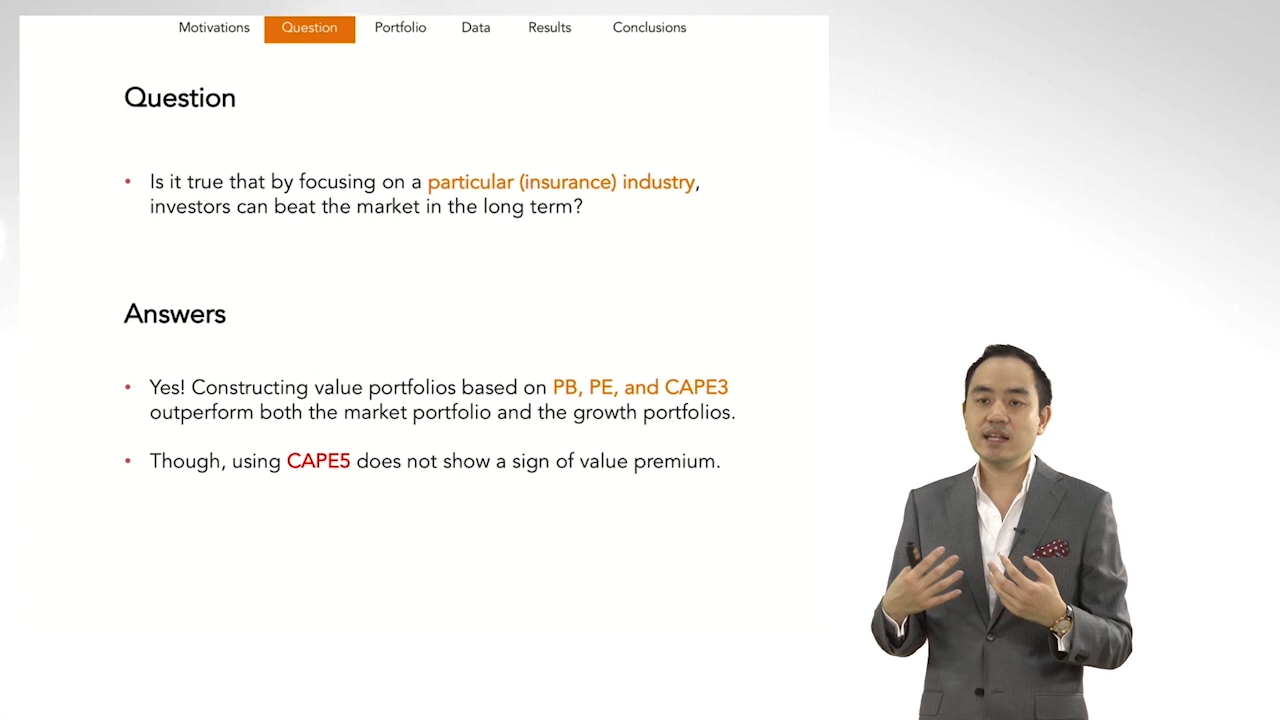 Motivations Question Portfolio Data Results Conclusions
Question
• Is it true that by focusing on a particular (insurance) industry,
investors can beat the market in the long term?
Answers
• Yes! Constructing value portfolios based on PB, PE, and CAPE3
outperform both the market portfolio and the growth portfolios.
• Though, using CAPE5 does not show a sign of value premium.